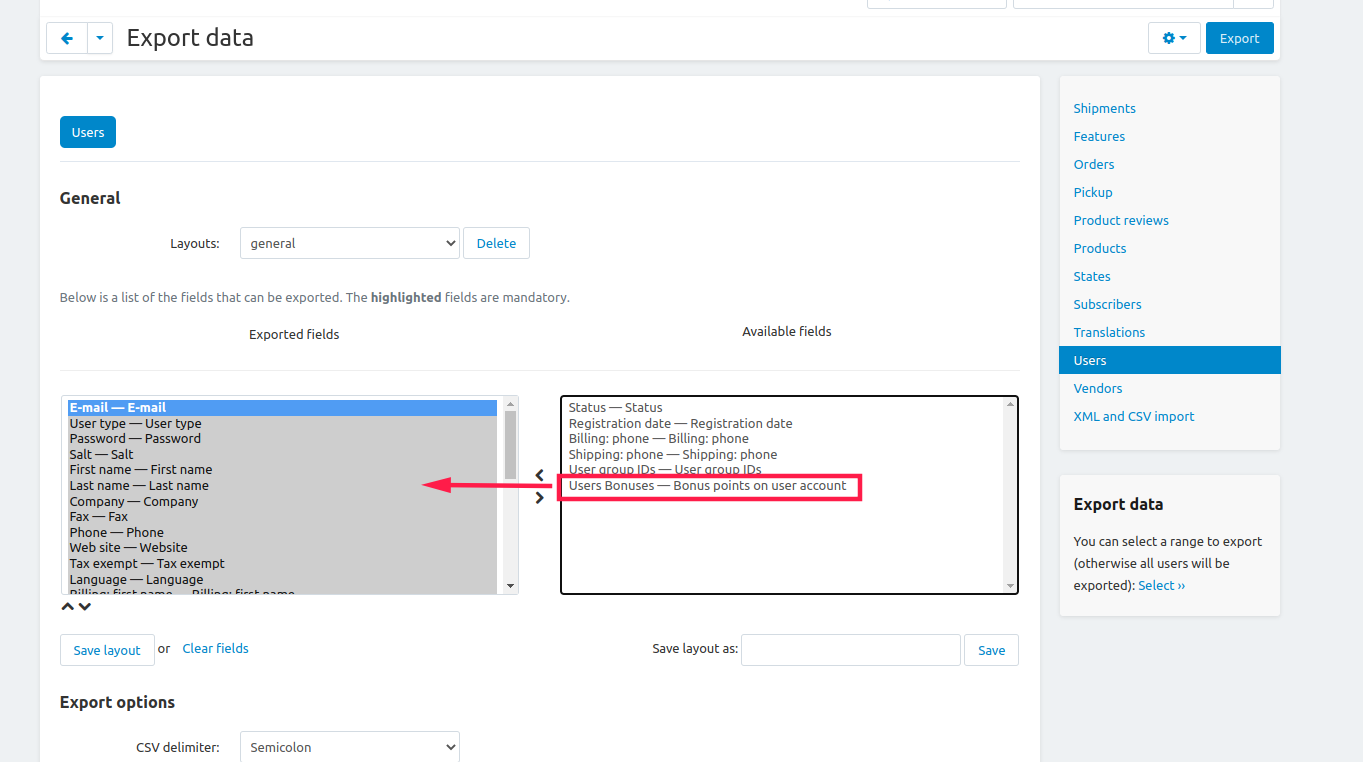 Export data
Export
Users
General
Layouts:
general
Delete
Below is a list of the fields that can be exported. The highlighted fields are mandatory.
Exported fields
Available fields
E-mail — E-mail
User type — User type
Password — Password
Salt — Salt
First name — First name
Last name — Last name
Company — Company
Fax — Fax
Phone — Phone
Web site — Website
Tax exempt — Tax exempt
Language — Language
Billing: first name — Billing: first name
Status — Status
Registration date — Registration date
Billing: phone — Billing: phone
Shipping: phone — Shipping: phone
User group IDs — User group IDs
Users Bonuses — Bonus points on user account
Save layout or Clear fields
Save layout as:
Save
Export options
CSV delimiter:
Semicolon
Shipments
Features
Orders
Pickup
Product reviews
Products
States
Subscribers
Translations
Users
Vendors
XML and CSV import
Export data
You can select a range to export
(otherwise all users will be
exported): Select ››